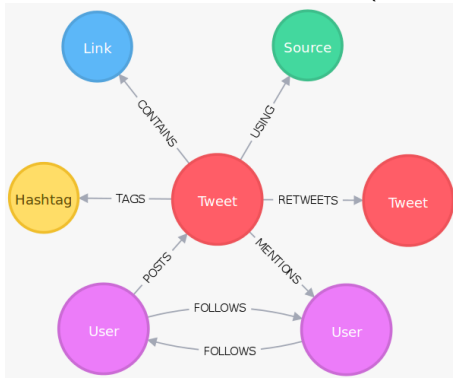 Link
Source
CONTAINS
USING
Hashtag
TAGS
Tweet
RETWEETS
Tweet
POSTS
MENTIONS
User
FOLLOWS
User
FOLLOWS